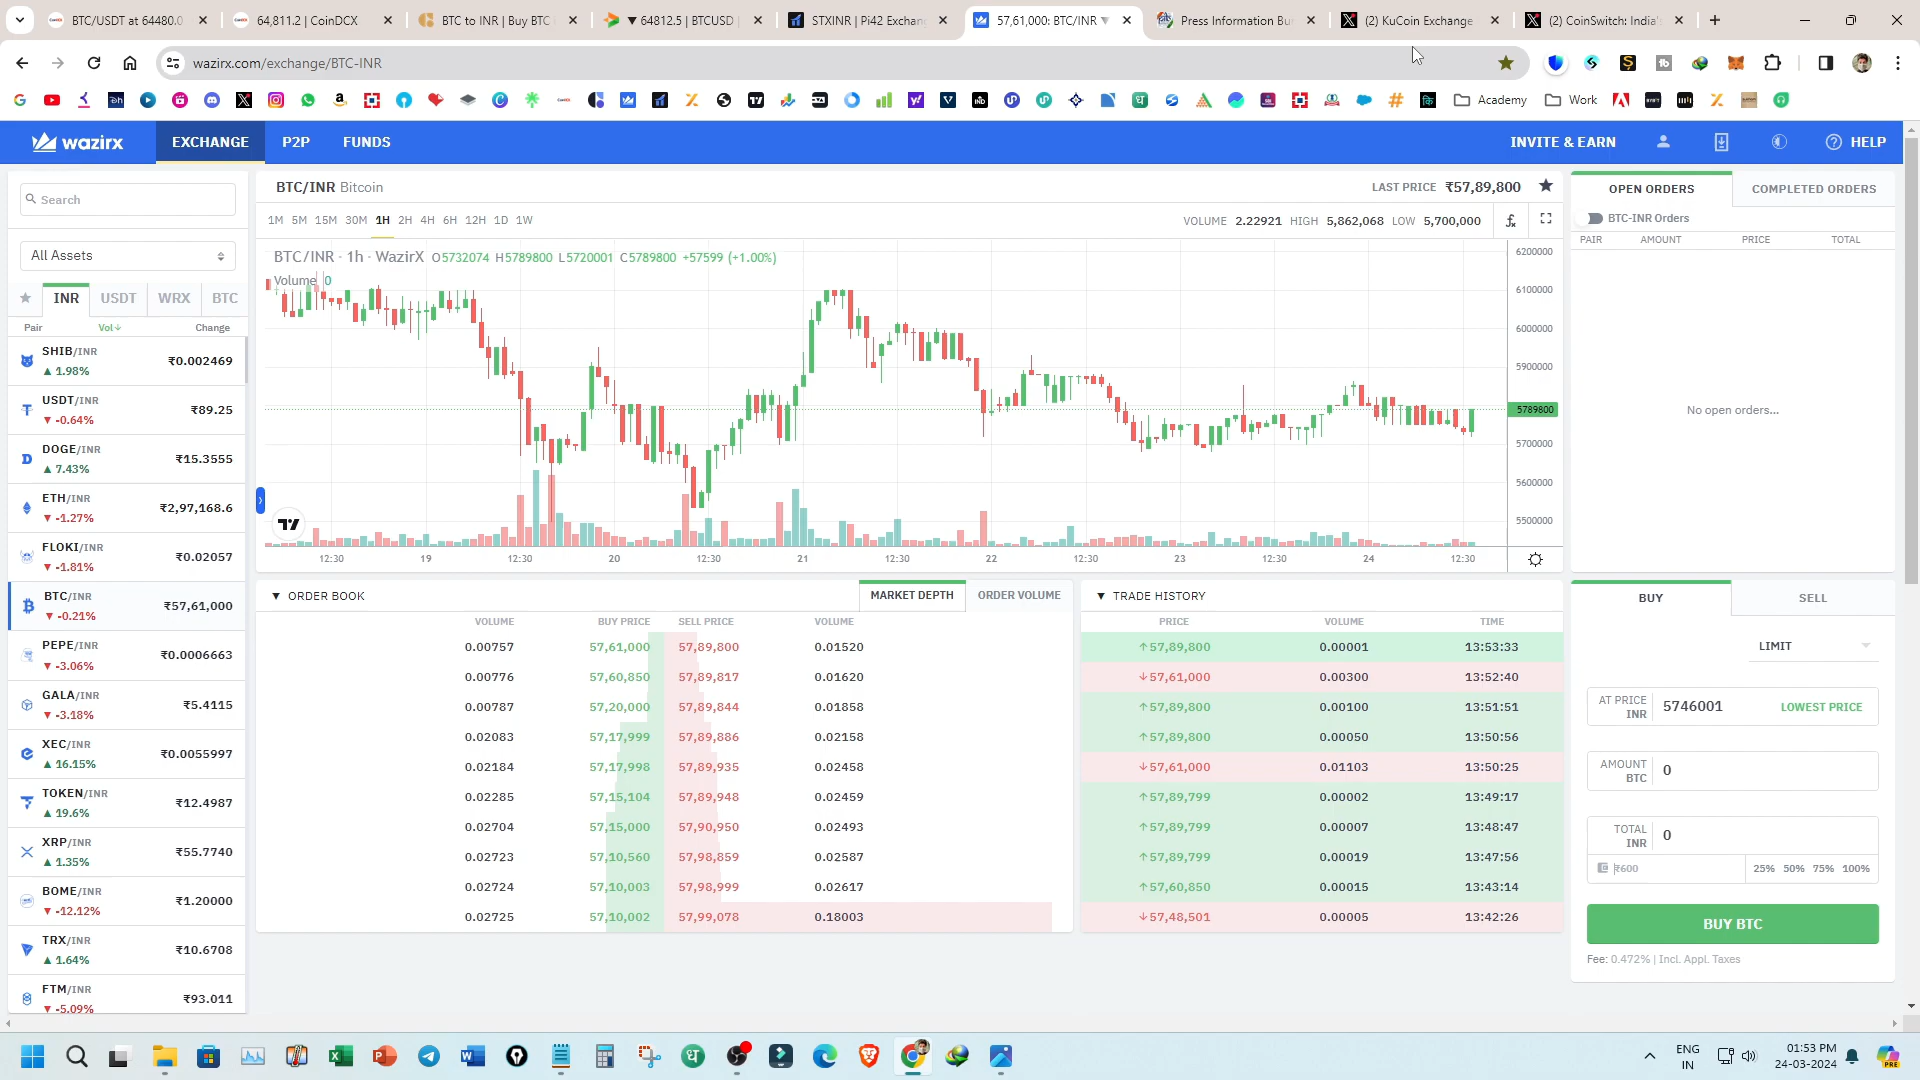 BTC/USDT at 64480.0
64,811.2 | CoinDCX
BTC to INR | Buy BTC
▼ 64812.5 | BTCUSD
STXINR | Pi42 Exchan
57,61,000: BTC/INR
Press Information Bu
(2) KuCoin Exchange
(2) CoinSwitch: India's
wazirx.com/exchange/BTC-INR
Academy
Work
wazirx
EXCHANGE
P2P
FUNDS
INVITE & EARN
HELP
Search
All Assets
INR USDT WRX BTC
Pair Vol↓ Change
SHIB/INR ₹0.002469
▲ 1.98%
USDT/INR ₹89.25
▼ -0.64%
DOGE/INR ₹15.3555
▲ 7.43%
ETH/INR ₹2,97,168.6
▼ -1.27%
FLOKI/INR ₹0.02057
▼ -1.81%
BTC/INR ₹57,61,000
▼ -0.21%
PEPE/INR ₹0.0006663
▼ -3.06%
GALA/INR ₹5.4115
▼ -3.18%
XEC/INR ₹0.0055997
▲ 16.15%
TOKEN/INR ₹12.4987
▲ 19.6%
XRP/INR ₹55.7740
▲ 1.35%
BOME/INR ₹1.20000
▼ -12.12%
TRX/INR ₹10.6708
▲ 1.64%
FTM/INR ₹93.011
▼ -5.09%
BTC/INR Bitcoin
LAST PRICE ₹57,89,800
1M 5M 15M 30M 1H 2H 4H 6H 12H 1D 1W
VOLUME 2.22921 HIGH 5,862,068 LOW 5,700,000
BTC/INR · 1h · WazirX O5732074 H5789800 L5720001 C5789800 +57599 (+1.00%)
Volume 0
6200000
6100000
6000000
5900000
5789800
5700000
5600000
5500000
12:30 19 12:30 20 12:30 21 12:30 22 12:30 23 12:30 24 12:30
▼ ORDER BOOK
MARKET DEPTH
ORDER VOLUME
VOLUME BUY PRICE SELL PRICE VOLUME
0.00757 57,61,000 57,89,800 0.01520
0.00776 57,60,850 57,89,817 0.01620
0.00787 57,20,000 57,89,844 0.01858
0.02083 57,17,999 57,89,886 0.02158
0.02184 57,17,998 57,89,935 0.02458
0.02285 57,15,104 57,89,948 0.02459
0.02704 57,15,000 57,90,950 0.02493
0.02723 57,10,560 57,98,859 0.02587
0.02724 57,10,003 57,98,999 0.02617
0.02725 57,10,002 57,99,078 0.18003
▼ TRADE HISTORY
PRICE VOLUME TIME
↑57,89,800 0.00001 13:53:33
↓57,61,000 0.00300 13:52:40
↑57,89,800 0.00100 13:51:51
↑57,89,800 0.00050 13:50:56
↓57,61,000 0.01103 13:50:25
↑57,89,799 0.00002 13:49:17
↑57,89,799 0.00007 13:48:47
↑57,89,799 0.00019 13:47:56
↑57,60,850 0.00015 13:43:14
↓57,48,501 0.00005 13:42:26
OPEN ORDERS
COMPLETED ORDERS
BTC-INR Orders
PAIR AMOUNT PRICE TOTAL
No open orders...
BUY
SELL
LIMIT
AT PRICE INR 5746001 LOWEST PRICE
AMOUNT BTC 0
TOTAL INR 0
₹600
25% 50% 75% 100%
BUY BTC
Fee: 0.472% | Incl. Appl. Taxes
ENG
IN
01:53 PM
24-03-2024